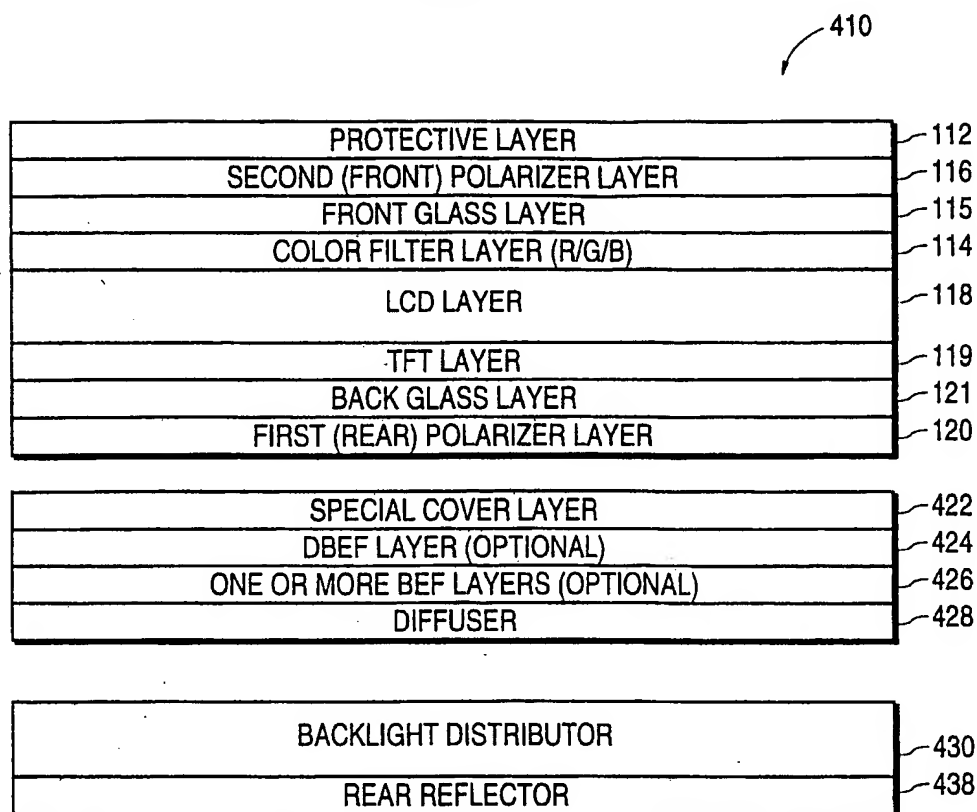 410
PROTECTIVE LAYER 112
SECOND (FRONT) POLARIZER LAYER 116
FRONT GLASS LAYER 115
COLOR FILTER LAYER (R/G/B) 114
LCD LAYER 118
TFT LAYER 119
BACK GLASS LAYER 121
FIRST (REAR) POLARIZER LAYER 120
SPECIAL COVER LAYER 422
DBEF LAYER (OPTIONAL) 424
ONE OR MORE BEF LAYERS (OPTIONAL) 426
DIFFUSER 428
BACKLIGHT DISTRIBUTOR 430
REAR REFLECTOR 438